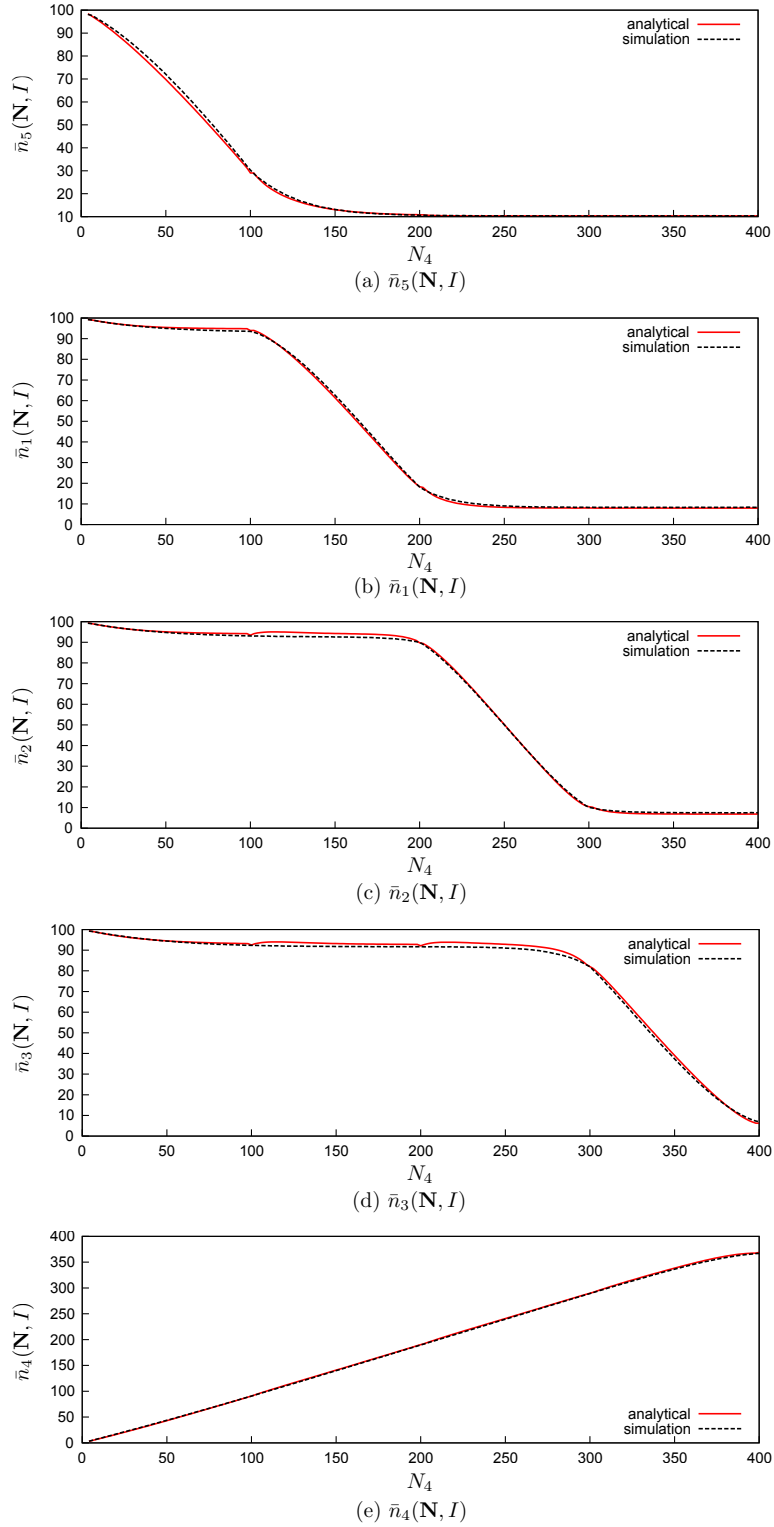 100
90
80
70
60
50
40
30
20
10
0 50 100 150 200 250 300 350 400
n̄₅(𝐍, I)
N₄
analytical
simulation
(a) n̄₅(𝐍, I)
100
90
80
70
60
50
40
30
20
10
0
0 50 100 150 200 250 300 350 400
n̄₁(𝐍, I)
N₄
analytical
simulation
(b) n̄₁(𝐍, I)
100
90
80
70
60
50
40
30
20
10
0
0 50 100 150 200 250 300 350 400
n̄₂(𝐍, I)
N₄
analytical
simulation
(c) n̄₂(𝐍, I)
100
90
80
70
60
50
40
30
20
10
0
0 50 100 150 200 250 300 350 400
n̄₃(𝐍, I)
N₄
analytical
simulation
(d) n̄₃(𝐍, I)
400
350
300
250
200
150
100
50
0
0 50 100 150 200 250 300 350 400
n̄₄(𝐍, I)
N₄
analytical
simulation
(e) n̄₄(𝐍, I)